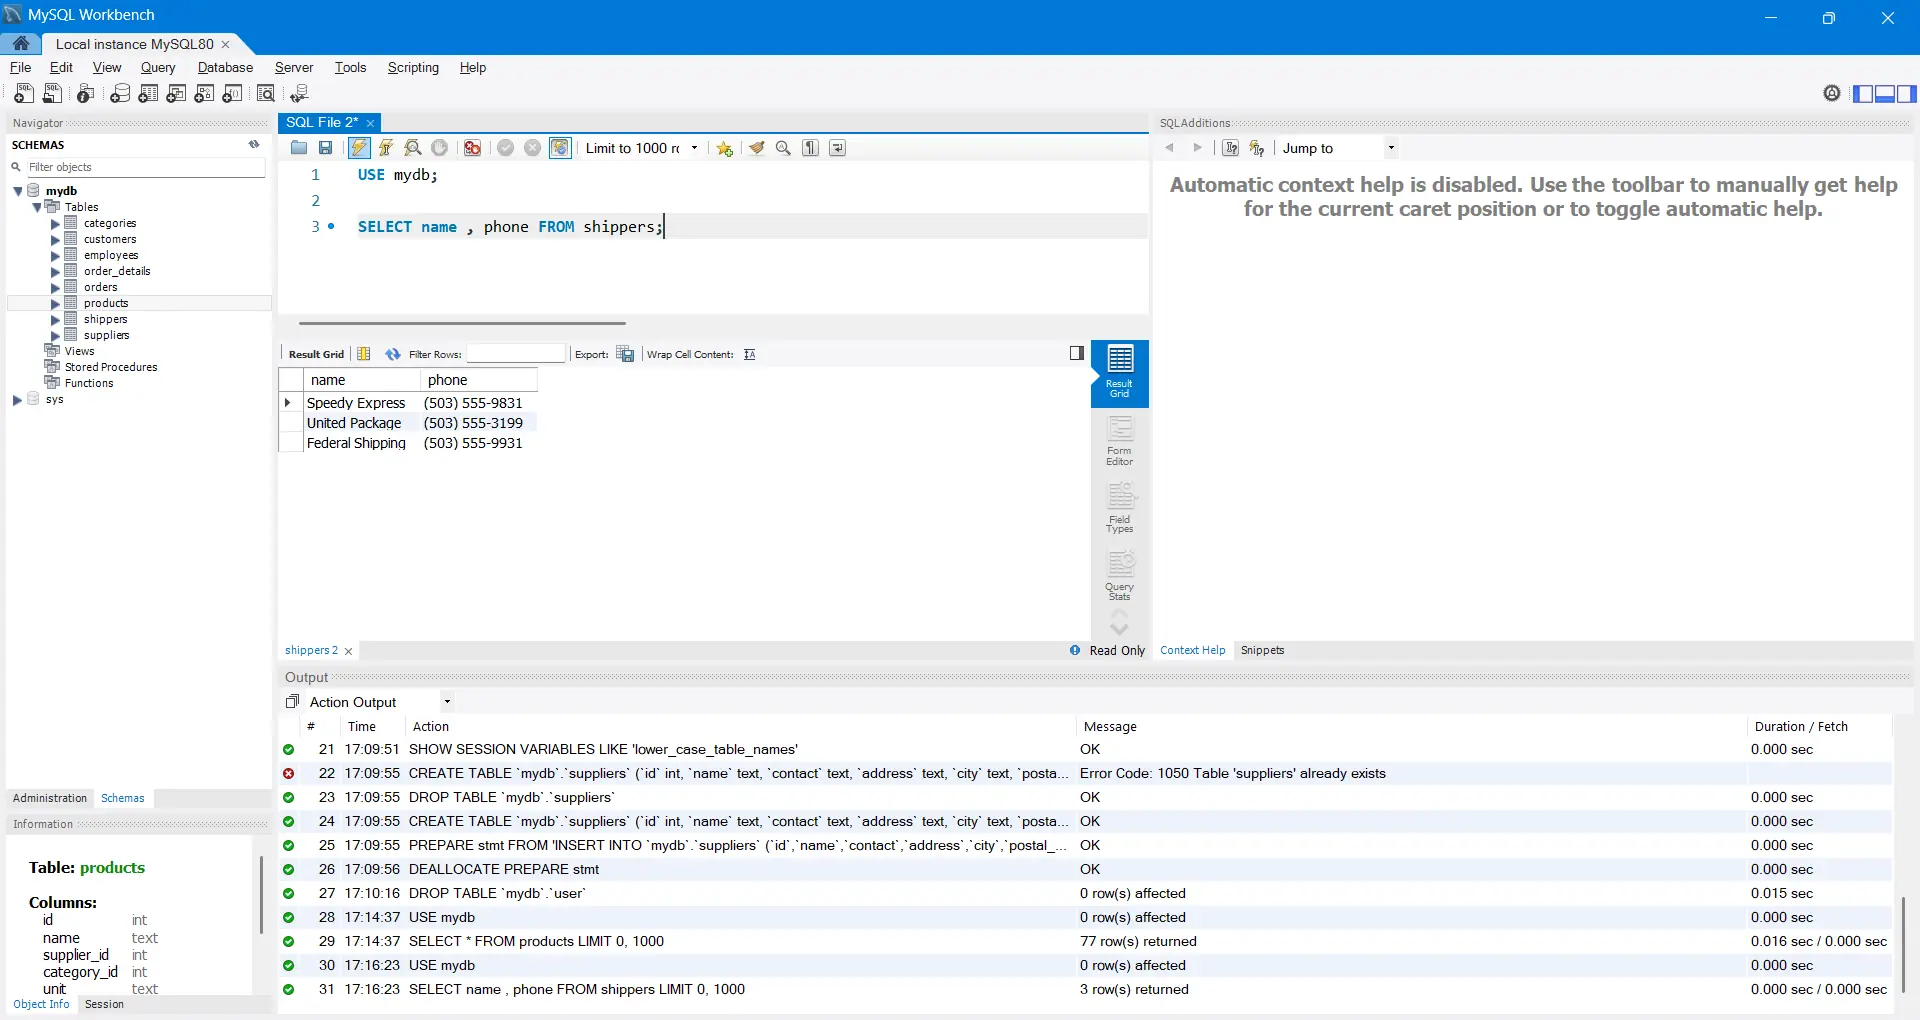 MySQL Workbench
Local instance MySQL80
File Edit View Query Database Server Tools Scripting Help
Navigator
SCHEMAS
Filter objects
mydb
Tables
categories
customers
employees
order_details
orders
products
shippers
suppliers
Views
Stored Procedures
Functions
sys
Administration Schemas
Information
Table: products
Columns:
id int
name text
supplier_id int
category_id int
unit text
Object Info Session
SQL File 2*
Limit to 1000 rc
1 USE mydb;
2
3 SELECT name , phone FROM shippers;
Result Grid Filter Rows: Export: Wrap Cell Content:
name phone
Speedy Express (503) 555-9831
United Package (503) 555-3199
Federal Shipping (503) 555-9931
Result
Grid
Form
Editor
Field
Types
Query
Stats
shippers 2
Read Only
SQLAdditions
Jump to
Automatic context help is disabled. Use the toolbar to manually get help
for the current caret position or to toggle automatic help.
Context Help Snippets
Output
Action Output
# Time Action Message Duration / Fetch
21 17:09:51 SHOW SESSION VARIABLES LIKE 'lower_case_table_names' OK 0.000 sec
22 17:09:55 CREATE TABLE `mydb`.`suppliers` (`id` int, `name` text, `contact` text, `address` text, `city` text, `posta... Error Code: 1050 Table 'suppliers' already exists
23 17:09:55 DROP TABLE `mydb`.`suppliers` OK 0.000 sec
24 17:09:55 CREATE TABLE `mydb`.`suppliers` (`id` int, `name` text, `contact` text, `address` text, `city` text, `posta... OK 0.000 sec
25 17:09:55 PREPARE stmt FROM 'INSERT INTO `mydb`.`suppliers` (`id`,`name`,`contact`,`address`,`city`,`postal_... OK 0.000 sec
26 17:09:56 DEALLOCATE PREPARE stmt OK 0.000 sec
27 17:10:16 DROP TABLE `mydb`.`user` 0 row(s) affected 0.015 sec
28 17:14:37 USE mydb 0 row(s) affected 0.000 sec
29 17:14:37 SELECT * FROM products LIMIT 0, 1000 77 row(s) returned 0.016 sec / 0.000 sec
30 17:16:23 USE mydb 0 row(s) affected 0.000 sec
31 17:16:23 SELECT name , phone FROM shippers LIMIT 0, 1000 3 row(s) returned 0.000 sec / 0.000 sec